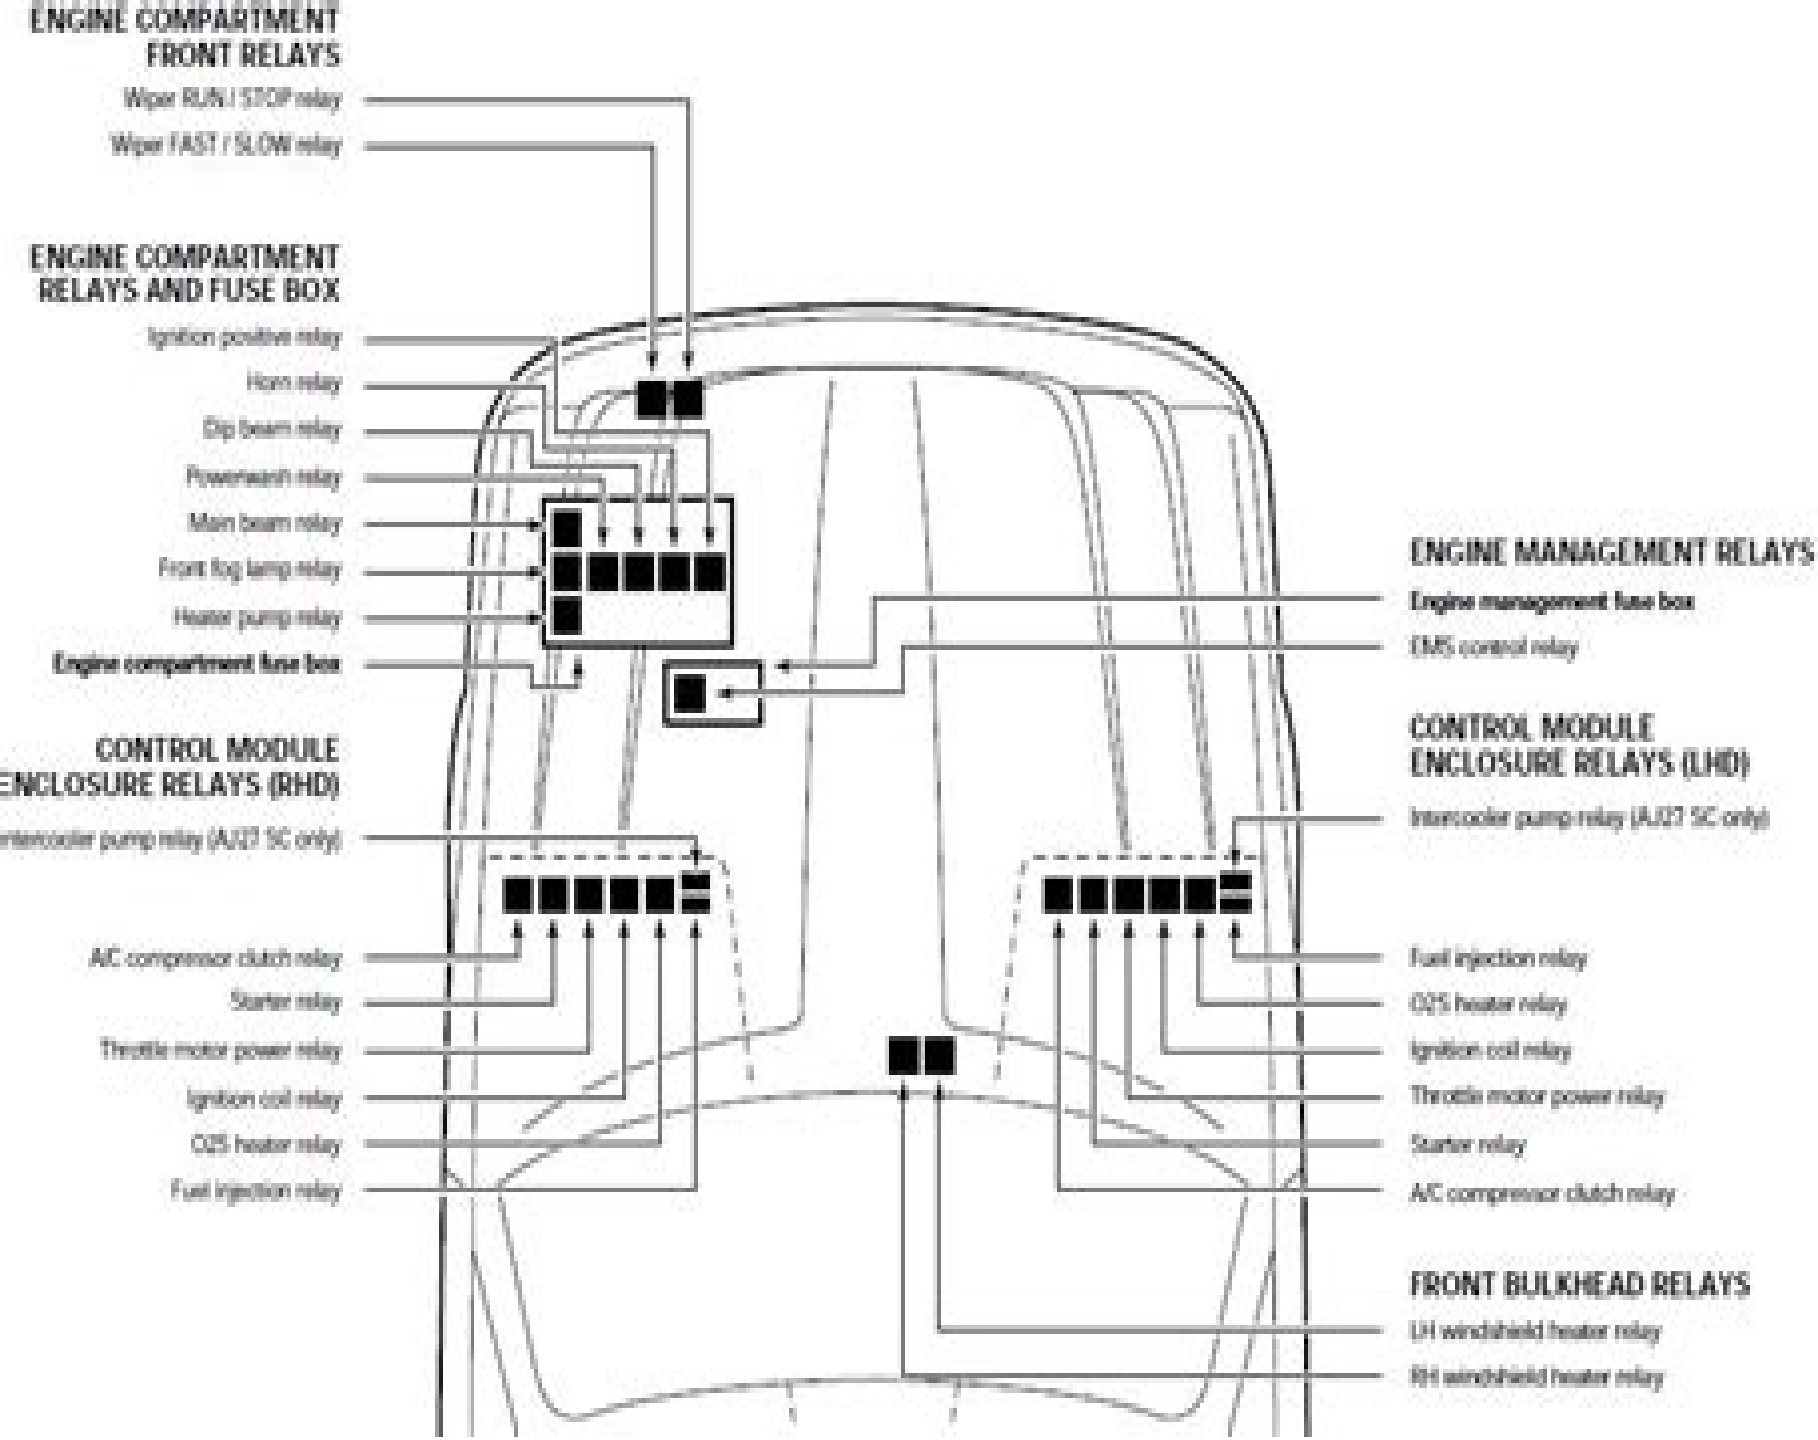 ENGINE COMPARTMENT
FRONT RELAYS
Wiper RUN / STOP relay
Wiper FAST / SLOW relay
ENGINE COMPARTMENT
RELAYS AND FUSE BOX
Ignition positive relay
Horn relay
Dip beam relay
Powerwash relay
Main beam relay
Front fog lamp relay
Heater pump relay
Engine compartment fuse box
CONTROL MODULE
ENCLOSURE RELAYS (RHD)
Intercooler pump relay (AJ27 SC only)
A/C compressor clutch relay
Starter relay
Throttle motor power relay
Ignition coil relay
O2S heater relay
Fuel injection relay
ENGINE MANAGEMENT RELAYS
Engine management fuse box
EMS control relay
CONTROL MODULE
ENCLOSURE RELAYS (LHD)
Intercooler pump relay (AJ27 SC only)
Fuel injection relay
O2S heater relay
Ignition coil relay
Throttle motor power relay
Starter relay
A/C compressor clutch relay
FRONT BULKHEAD RELAYS
LH windshield heater relay
RH windshield heater relay